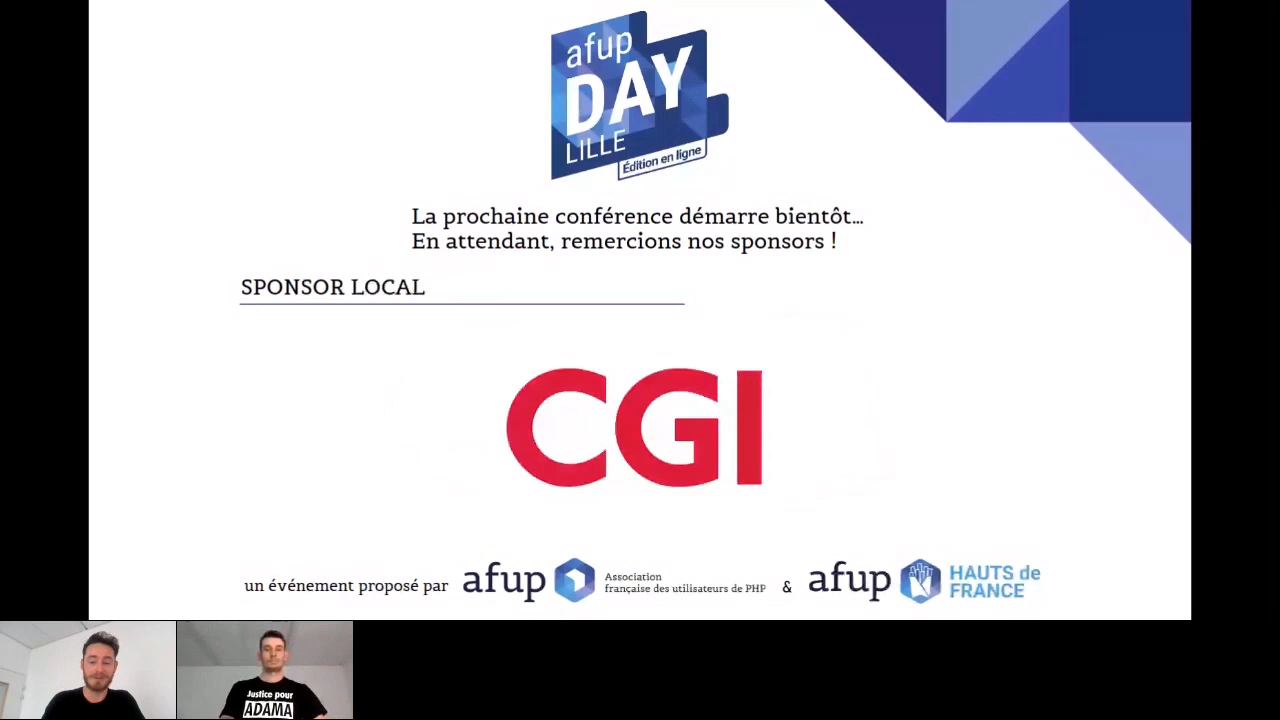 afup
DAY
LILLE
Édition en ligne
La prochaine conférence démarre bientôt...
En attendant, remercions nos sponsors !
SPONSOR LOCAL
CGI
un événement proposé par
afup
Association
française des utilisateurs de PHP
&
afup
HAUTS de
FRANCE
Justice pour
ADAMA